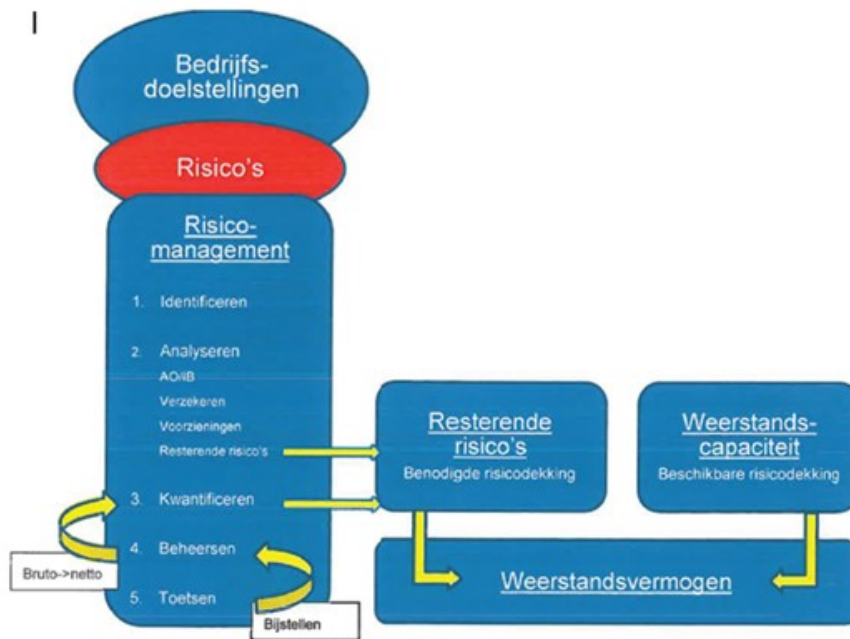 I
Bedrijfs-
doelstellingen
Risico's
Risico-
management
1. Identificeren
2. Analyseren
AO/IB
Verzekeren
Voorzieningen
Resterende risico's
3. Kwantificeren
4. Beheersen
5. Toetsen
Bruto->netto
Bijstellen
Resterende
risico's
Benodigde risicodekking
Weerstands-
capaciteit
Beschikbare risicodekking
Weerstandsvermogen